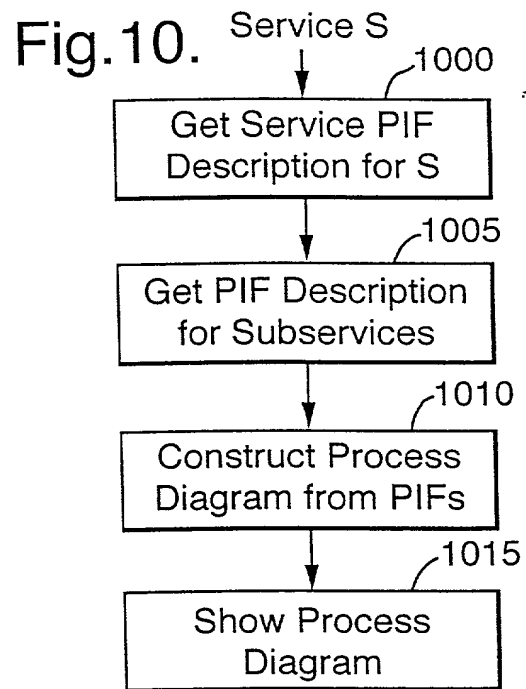 Fig.10.
Service S
1000
Get Service PIF
Description for S
1005
Get PIF Description
for Subservices
1010
Construct Process
Diagram from PIFs
1015
Show Process
Diagram